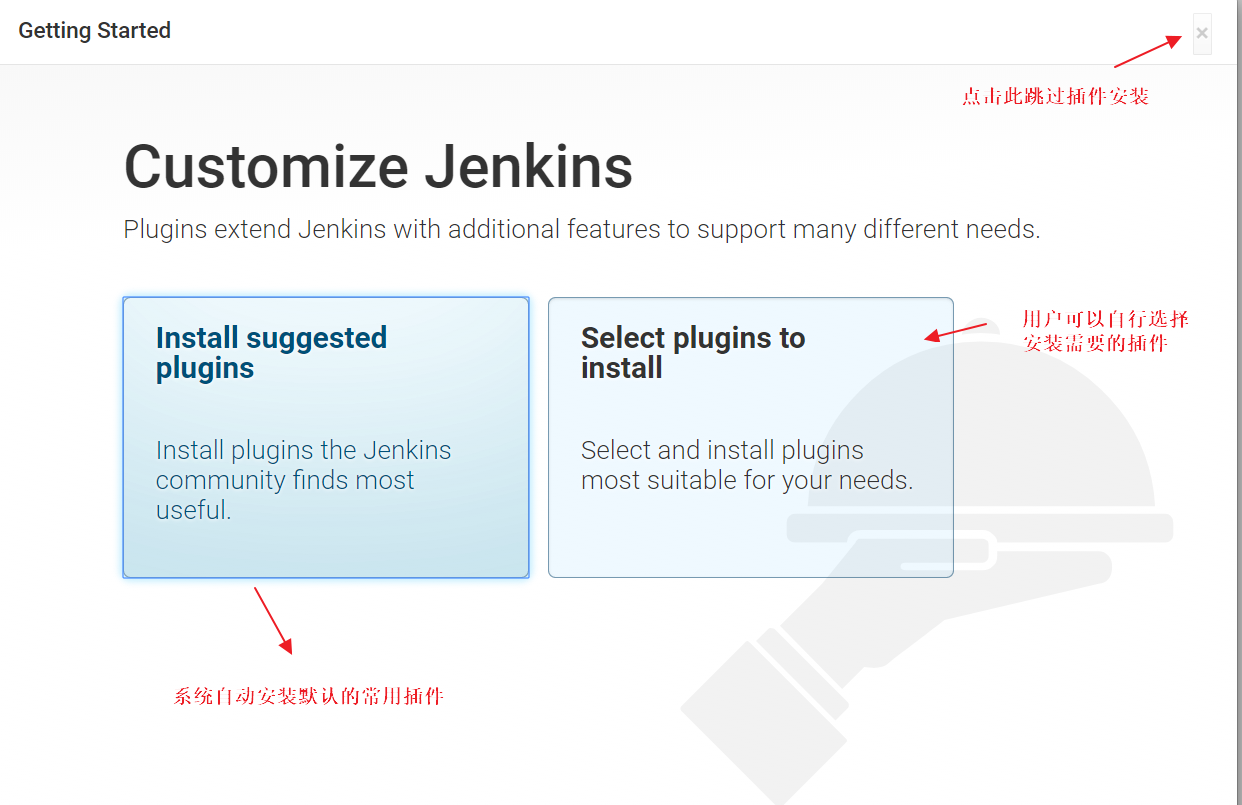 Getting Started
×
点击此跳过插件安装
Customize Jenkins
Plugins extend Jenkins with additional features to support many different needs.
Install suggested
plugins
Install plugins the Jenkins
community finds most
useful.
Select plugins to
install
Select and install plugins
most suitable for your needs.
用户可以自行选择
安装需要的插件
系统自动安装默认的常用插件